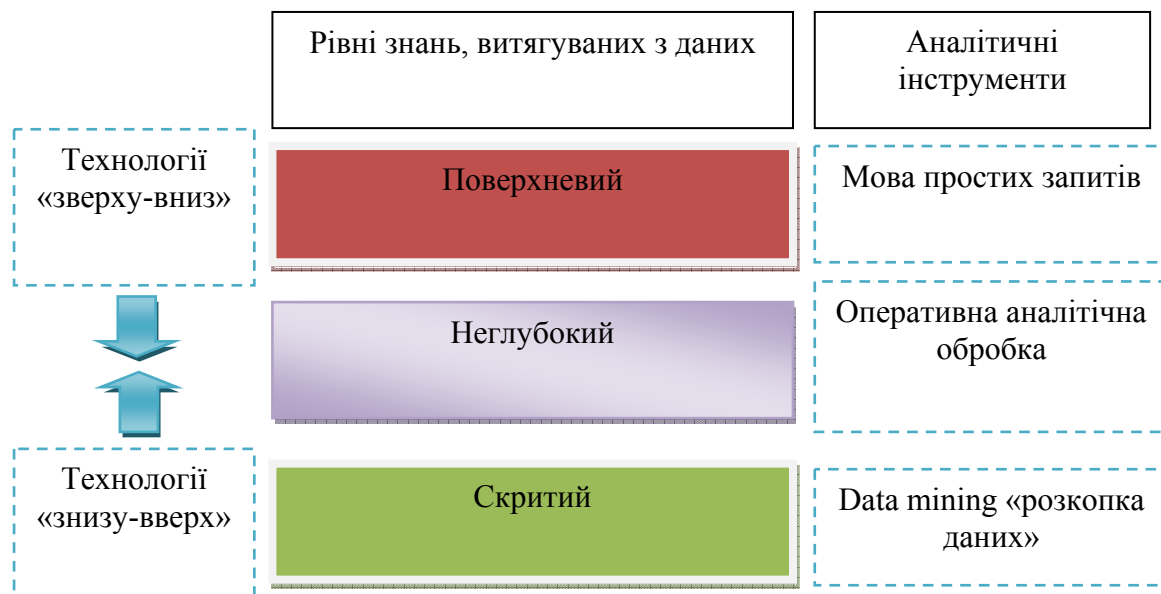 Рівні знань, витягуваних з даних
Аналітичні
інструменти
Технології
«зверху-вниз»
Поверхневий
Мова простих запитів
Неглубокий
Оперативна аналітічна
обробка
Технології
«знизу-вверх»
Скритий
Data mining «розкопка
даних»